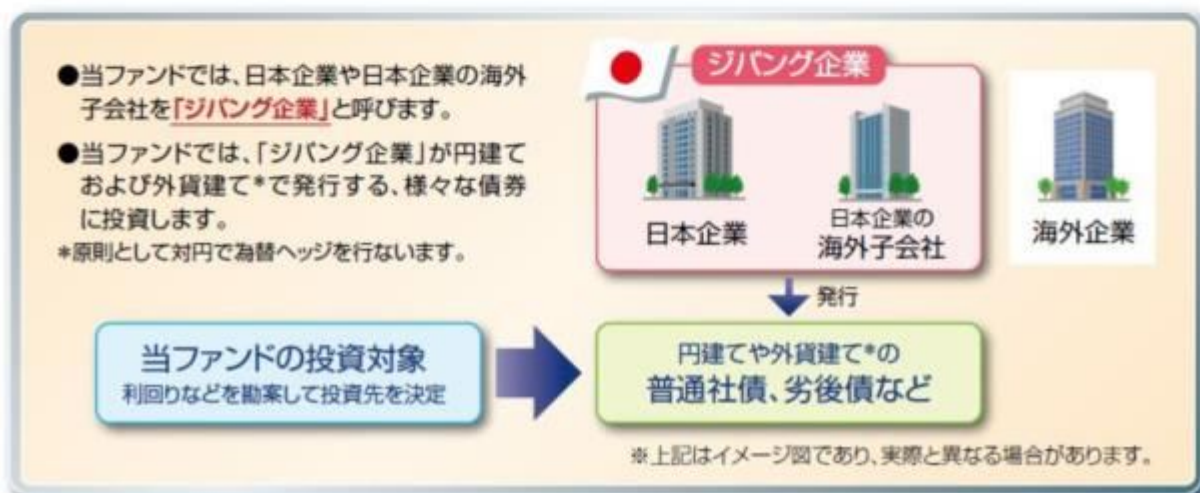 ●当ファンドでは、日本企業や日本企業の海外
子会社を「ジパング企業」と呼びます。
●当ファンドでは、「ジパング企業」が円建て
および外貨建て*で発行する、様々な債券
に投資します。
*原則として対円で為替ヘッジを行ないます。
ジパング企業
日本企業
日本企業の
海外子会社
海外企業
発行
当ファンドの投資対象
利回りなどを勘案して投資先を決定
円建てや外貨建て*の
普通社債、劣後債など
※上記はイメージ図であり、実際と異なる場合があります。